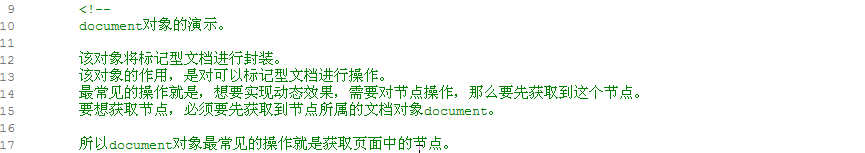 9 <!--
10 document对象的演示。
11
12 该对象将标记型文档进行封装。
13 该对象的作用，是对可以标记型文档进行操作。
14 最常见的操作就是，想要实现动态效果，需要对节点操作，那么要先获取到这个节点。
15 要想获取节点，必须要先获取到节点所属的文档对象document。
16
17 所以document对象最常见的操作就是获取页面中的节点。